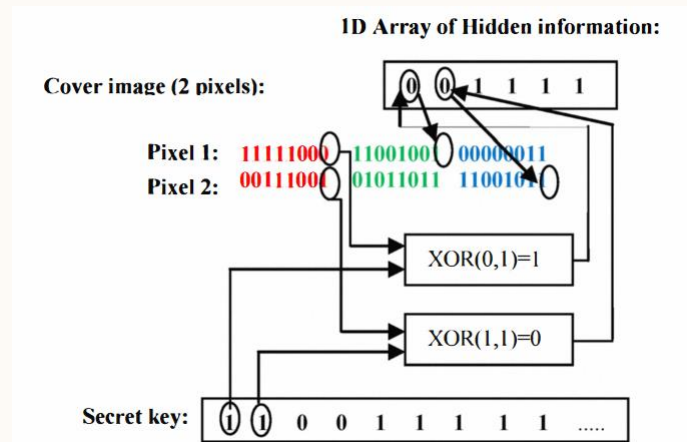 1D Array of Hidden information:
Cover image (2 pixels): 0 0 1 1 1 1
Pixel 1: 11111000 11001001 00000011
Pixel 2: 00111001 01011011 11001011
XOR(0,1)=1
XOR(1,1)=0
Secret key: 1 1 0 0 1 1 1 1 1 .....